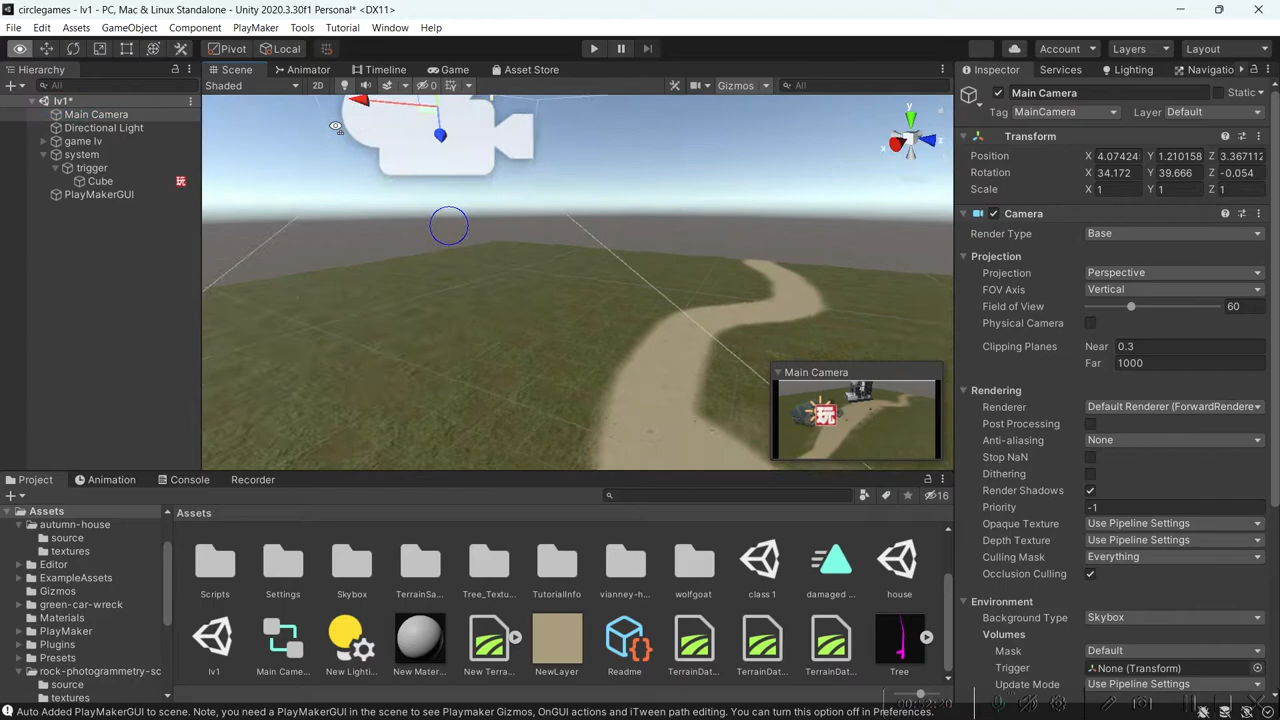 circlegames - lv1 - PC, Mac & Linux Standalone - Unity 2020.3.30f1 Personal* <DX11>
File Edit Assets GameObject Component PlayMaker Tools Tutorial Window Help
Pivot Local Account Layers Layout
Hierarchy
All
lv1*
Main Camera
Directional Light
game lv
system
trigger
Cube 玩
PlayMakerGUI
Scene Animator Timeline Game Asset Store
Shaded 2D 0 Gizmos All
y
x
Main Camera
玩
Inspector Services Lighting Navigatio
Main Camera Static
Tag MainCamera Layer Default
Transform
Position X 4.07424 Y 1.210158 Z 3.367112
Rotation X 34.172 Y 39.666 Z -0.054
Scale X 1 Y 1 Z 1
Camera
Render Type Base
Projection
Projection Perspective
FOV Axis Vertical
Field of View 60
Physical Camera
Clipping Planes Near 0.3
Far 1000
Rendering
Renderer Default Renderer (ForwardRendere
Post Processing
Anti-aliasing None
Stop NaN
Dithering
Render Shadows
Priority -1
Opaque Texture Use Pipeline Settings
Depth Texture Use Pipeline Settings
Culling Mask Everything
Occlusion Culling
Environment
Background Type Skybox
Volumes
Mask Default
Trigger None (Transform)
Update Mode Use Pipeline Settings
Project Animation Console Recorder
16
Assets
autumn-house
source
textures
Editor
ExampleAssets
Gizmos
green-car-wreck
Materials
PlayMaker
Plugins
Presets
rock-photogrammetry-sc
source
textures
Assets
Scripts Settings Skybox TerrainSa... Tree_Textu... TutorialInfo vianney-h... wolfgoat class 1 damaged ... house
lv1 Main Came... New Lighti... New Mater... New Terra... NewLayer Readme TerrainDat... TerrainDat... TerrainDat... Tree
00:52:20
Auto Added PlayMakerGUI to scene. Note, you need a PlayMakerGUI in the scene to see Playmaker Gizmos, OnGUI actions and iTween path editing. You can turn this option off in Preferences.